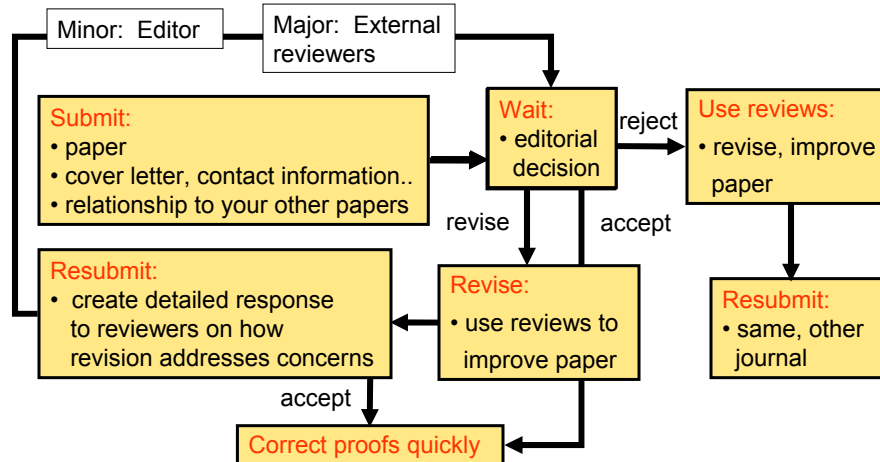 Minor: Editor
Major: External
reviewers
Submit:
• paper
• cover letter, contact information..
• relationship to your other papers
Wait:
• editorial
decision
reject
Use reviews:
• revise, improve
paper
revise
accept
Resubmit:
• create detailed response
to reviewers on how
revision addresses concerns
Revise:
• use reviews to
improve paper
Resubmit:
• same, other
journal
accept
Correct proofs quickly